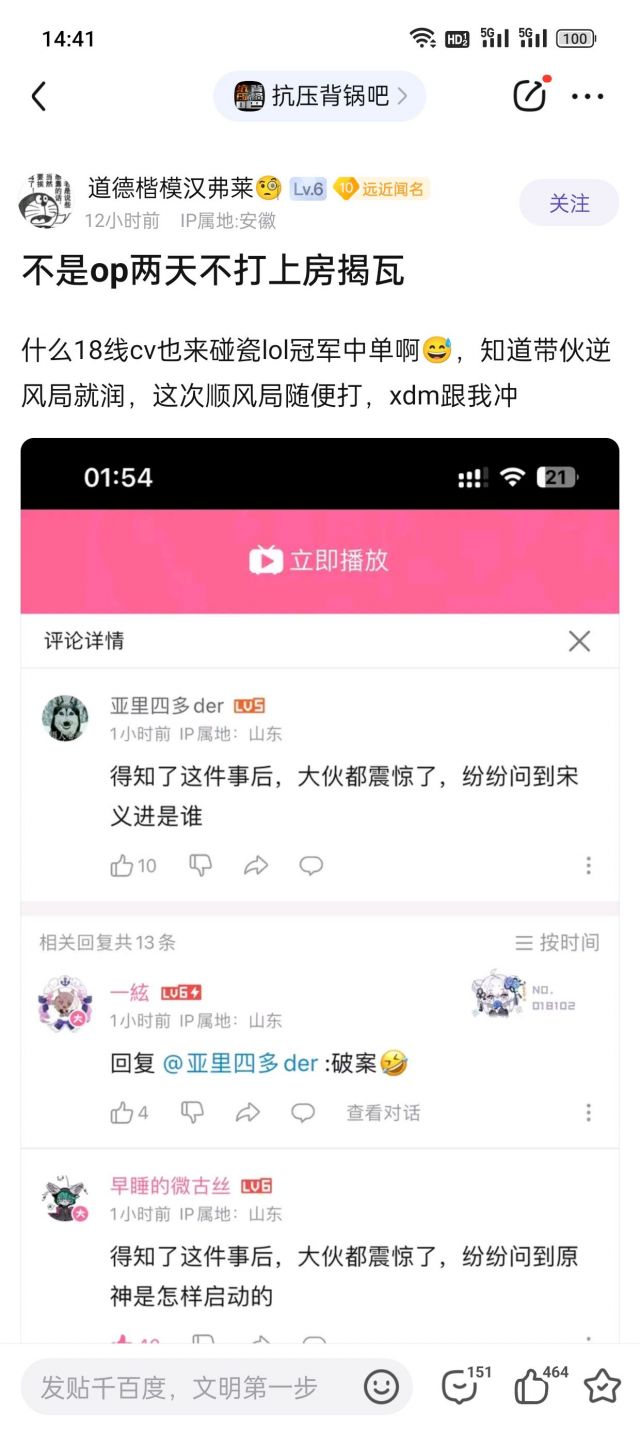 14:41
HD 5G 5G 100
抗压背锅吧
道德楷模汉弗莱🧐 Lv.6 10 远近闻名
12小时前 IP属地:安徽
关注
不是op两天不打上房揭瓦
什么18线cv也来碰瓷lol冠军中单啊😅，知道带伙逆
风局就润，这次顺风局随便打，xdm跟我冲
01:54
21
立即播放
评论详情
亚里四多der LV5
1小时前 IP属地：山东
得知了这件事后，大伙都震惊了，纷纷问到宋
义进是谁
10
相关回复共13条
按时间
一絃 LV6
NO.
018102
1小时前 IP属地：山东
回复 @亚里四多der :破案🤣
4 查看对话
早睡的微古丝 LV6
1小时前 IP属地：山东
得知了这件事后，大伙都震惊了，纷纷问到原
神是怎样启动的
发贴千百度，文明第一步
151
464